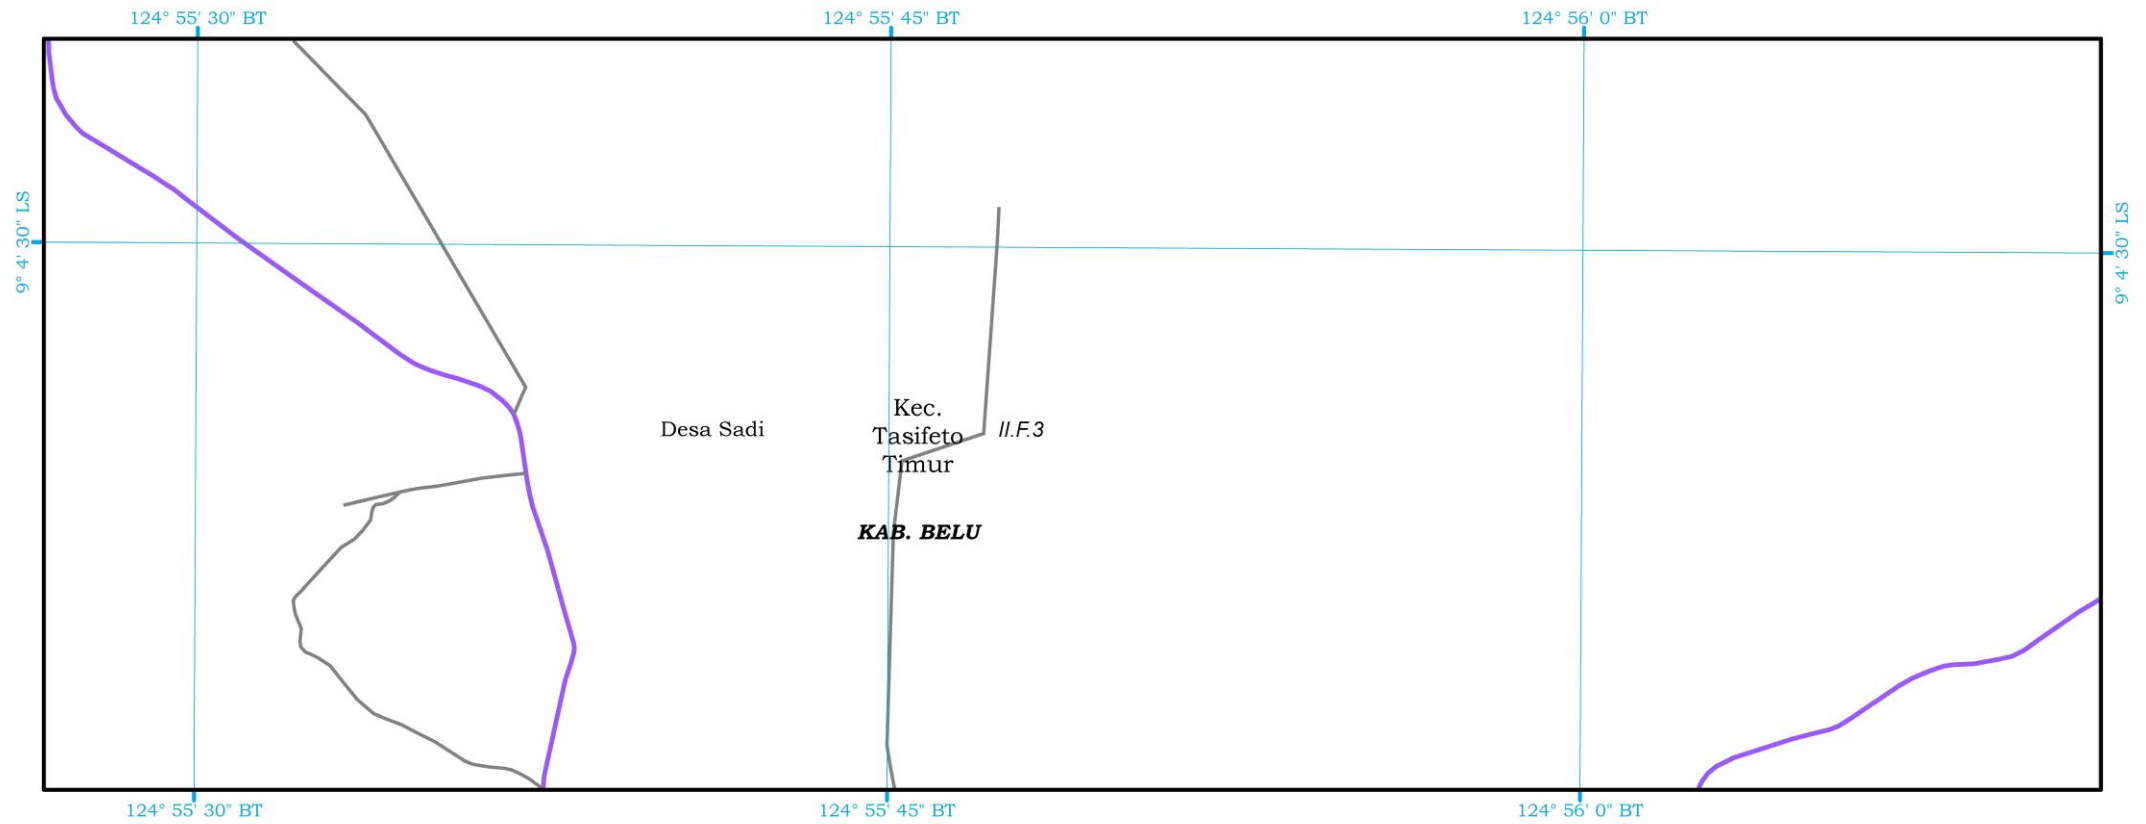 124° 55' 30" BT
124° 55' 45" BT
124° 56' 0" BT
9° 4' 30" LS
9° 4' 30" LS
Kec.
Tasifeto
Timur
Desa Sadi
II.F.3
KAB. BELU
124° 55' 30" BT
124° 55' 45" BT
124° 56' 0" BT